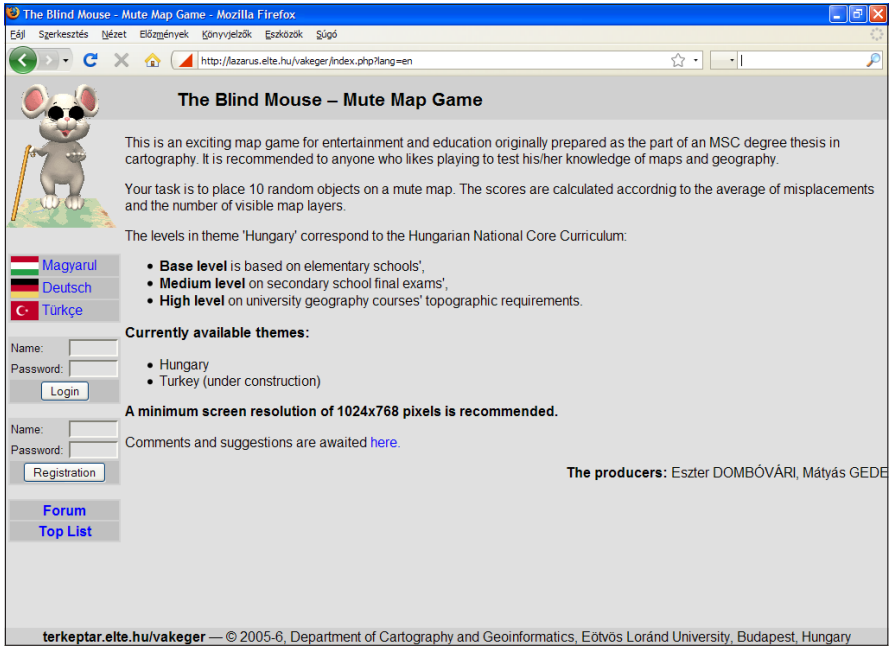 The Blind Mouse - Mute Map Game - Mozilla Firefox
Fájl Szerkesztés Nézet Előzmények Könyvjelzők Eszközök Súgó
http://lazarus.elte.hu/vakeger/index.php?lang=en
The Blind Mouse – Mute Map Game
This is an exciting map game for entertainment and education originally prepared as the part of an MSC degree thesis in
cartography. It is recommended to anyone who likes playing to test his/her knowledge of maps and geography.
Your task is to place 10 random objects on a mute map. The scores are calculated accordnig to the average of misplacements
and the number of visible map layers.
The levels in theme 'Hungary' correspond to the Hungarian National Core Curriculum:
• Base level is based on elementary schools',
• Medium level on secondary school final exams',
• High level on university geography courses' topographic requirements.
Currently available themes:
• Hungary
• Turkey (under construction)
A minimum screen resolution of 1024x768 pixels is recommended.
Comments and suggestions are awaited here.
The producers: Eszter DOMBÓVÁRI, Mátyás GEDE
Magyarul
Deutsch
Türkçe
Name:
Password:
Login
Name:
Password:
Registration
Forum
Top List
terkeptar.elte.hu/vakeger — © 2005-6, Department of Cartography and Geoinformatics, Eötvös Loránd University, Budapest, Hungary